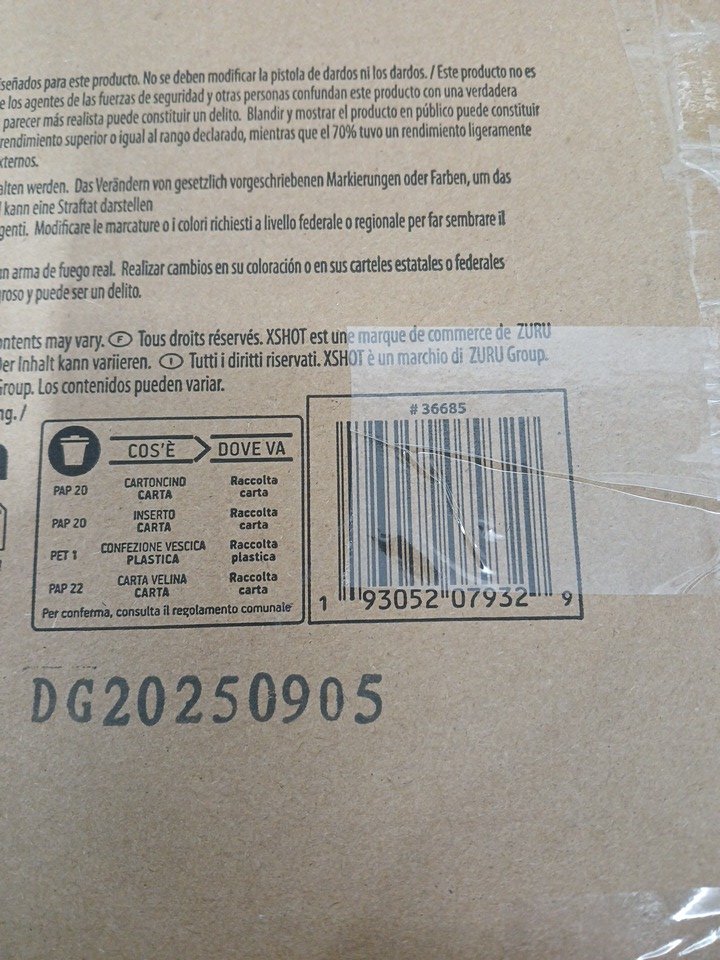 señados para este producto. No se deben modificar la pistola de dardos ni los dardos. / Este producto no es
e los agentes de las fuerzas de seguridad y otras personas confundan este producto con una verdadera
parecer más realista puede constituir un delito. Blandir y mostrar el producto en público puede constituir
rendimiento superior o igual al rango declarado, mientras que el 70% tuvo un rendimiento ligeramente
xternos.
alten werden. Das Verändern von gesetzlich vorgeschriebenen Markierungen oder Farben, um das
kann eine Straftat darstellen
genti. Modificare le marcature o i colori richiesti a livello federale o regionale per far sembrare il
un arma de fuego real. Realizar cambios en su coloración o en sus carteles estatales o federales
groso y puede ser un delito.
ontents may vary. F Tous droits réservés. XSHOT est une marque de commerce de ZURU
Der Inhalt kann variieren. I Tutti i diritti riservati. XSHOT è un marchio di ZURU Group.
Group. Los contenidos pueden variar.
ng. /
COS'È DOVE VA
PAP 20 CARTONCINO CARTA Raccolta carta
PAP 20 INSERTO CARTA Raccolta carta
PET 1 CONFEZIONE VESCICA PLASTICA Raccolta plastica
PAP 22 CARTA VELINA CARTA Raccolta carta
Per conferma, consulta il regolamento comunale
# 36685
1 93052 07932 9
DG20250905